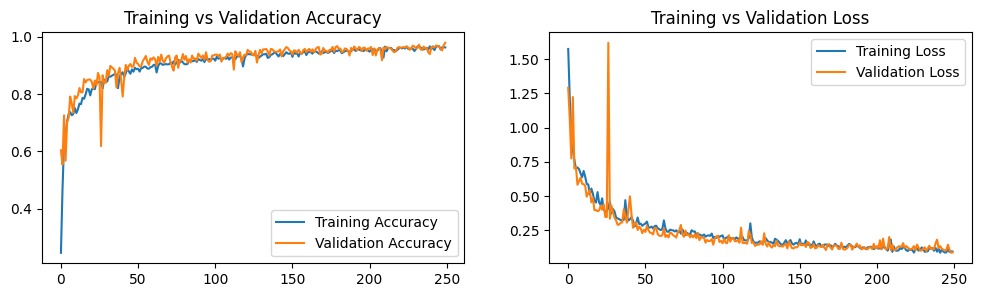 Training vs Validation Accuracy
1.0
0.8
0.6
0.4
0 50 100 150 200 250
Training Accuracy
Validation Accuracy
Training vs Validation Loss
1.50
1.25
1.00
0.75
0.50
0.25
0 50 100 150 200 250
Training Loss
Validation Loss